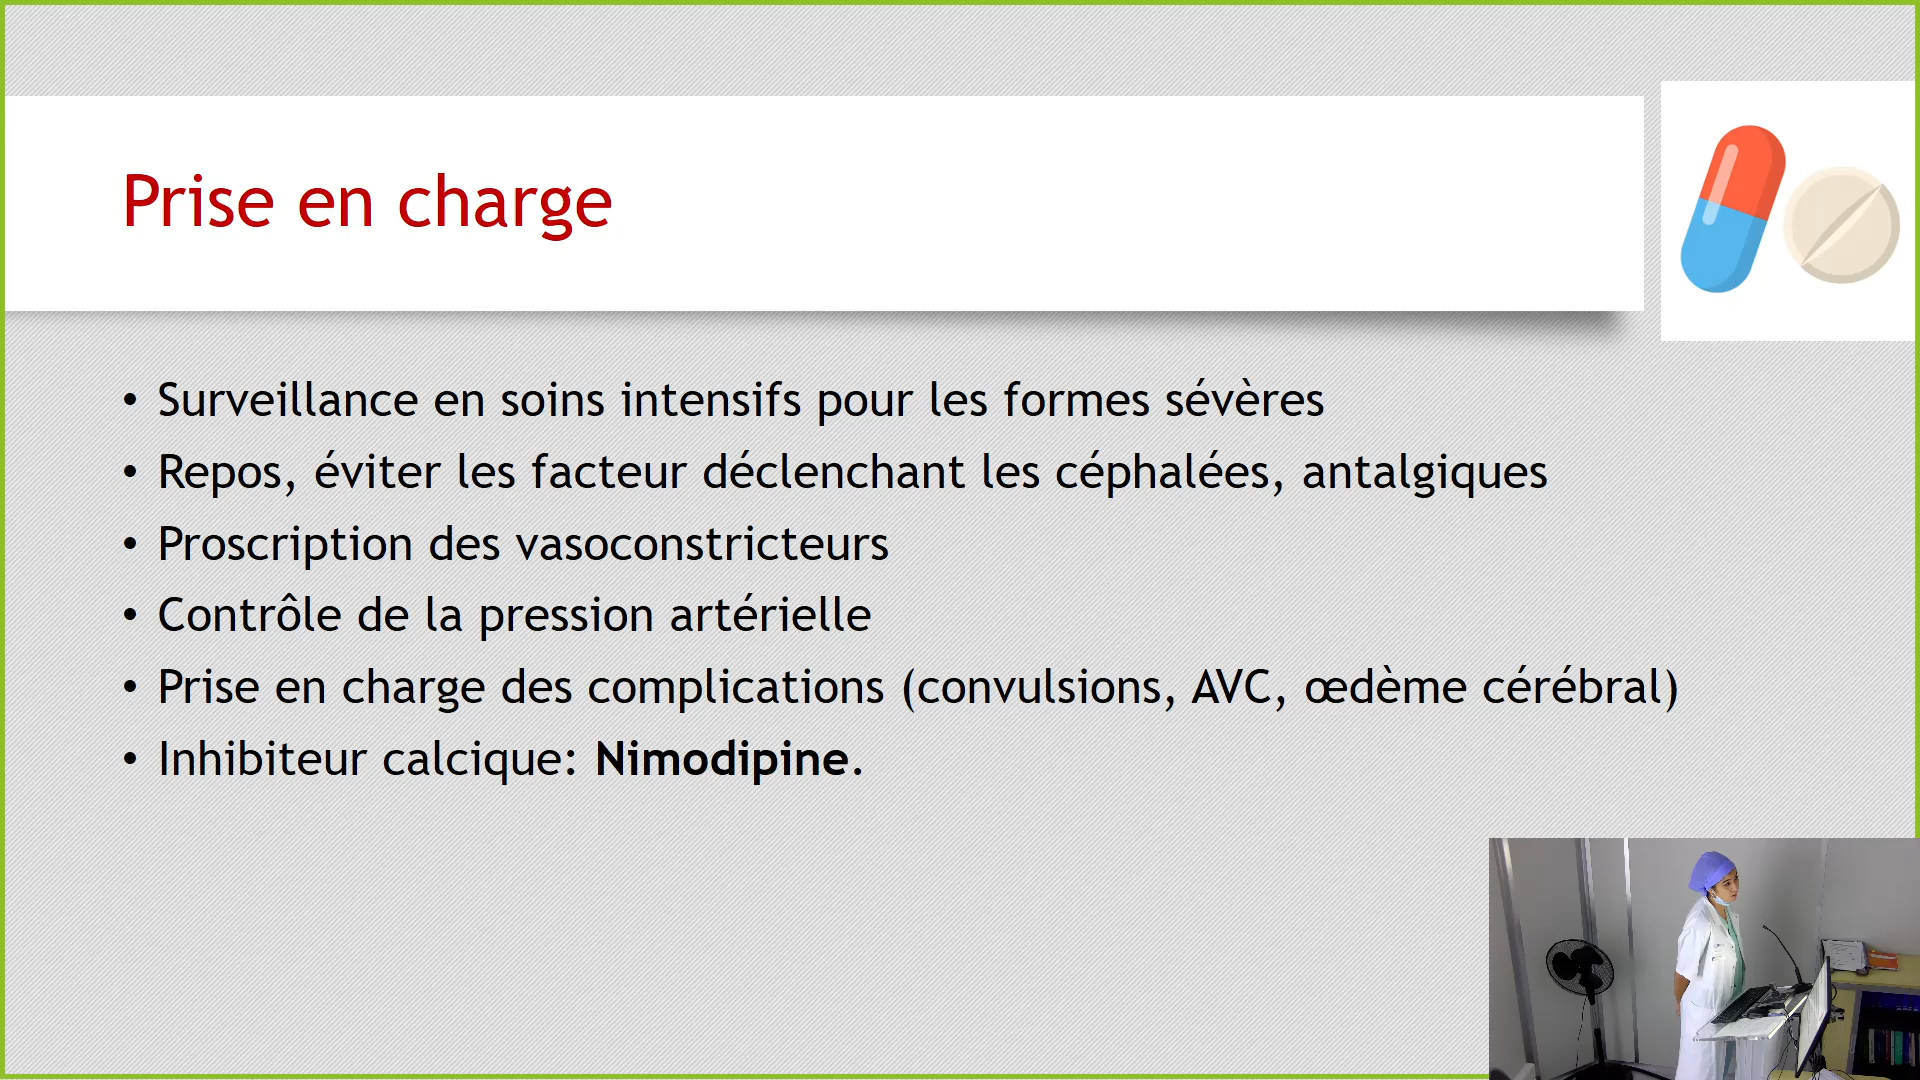 Prise en charge
• Surveillance en soins intensifs pour les formes sévères
• Repos, éviter les facteur déclenchant les céphalées, antalgiques
• Proscription des vasoconstricteurs
• Contrôle de la pression artérielle
• Prise en charge des complications (convulsions, AVC, œdème cérébral)
• Inhibiteur calcique: Nimodipine.